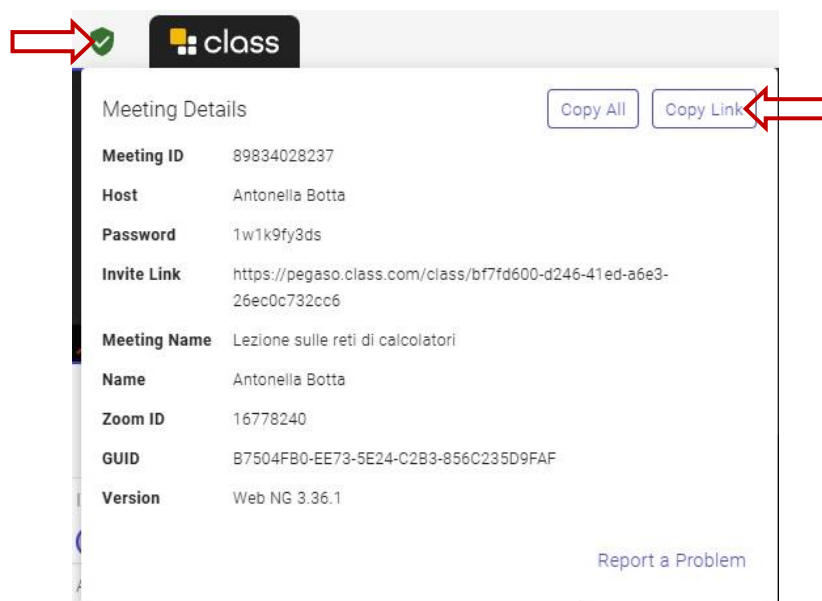 class
Meeting Details
Copy All
Copy Link
Meeting ID 89834028237
Host Antonella Botta
Password 1w1k9fy3ds
Invite Link https://pegaso.class.com/class/bf7fd600-d246-41ed-a6e3-
26ec0c732cc6
Meeting Name Lezione sulle reti di calcolatori
Name Antonella Botta
Zoom ID 16778240
GUID B7504FB0-EE73-5E24-C2B3-856C235D9FAF
Version Web NG 3.36.1
Report a Problem